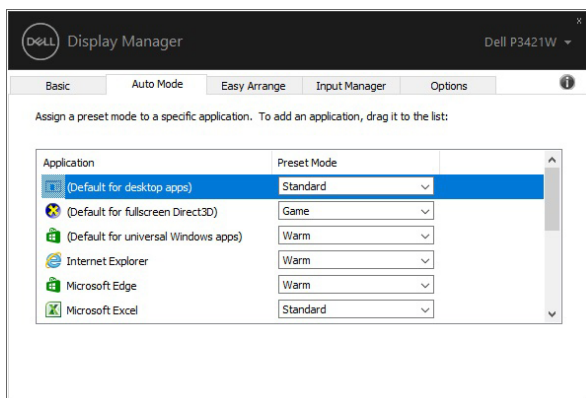 DELL Display Manager Dell P3421W
x
Basic Auto Mode Easy Arrange Input Manager Options i
Assign a preset mode to a specific application. To add an application, drag it to the list:
Application Preset Mode
(Default for desktop apps) Standard
(Default for fullscreen Direct3D) Game
(Default for universal Windows apps) Warm
Internet Explorer Warm
Microsoft Edge Warm
Microsoft Excel Standard